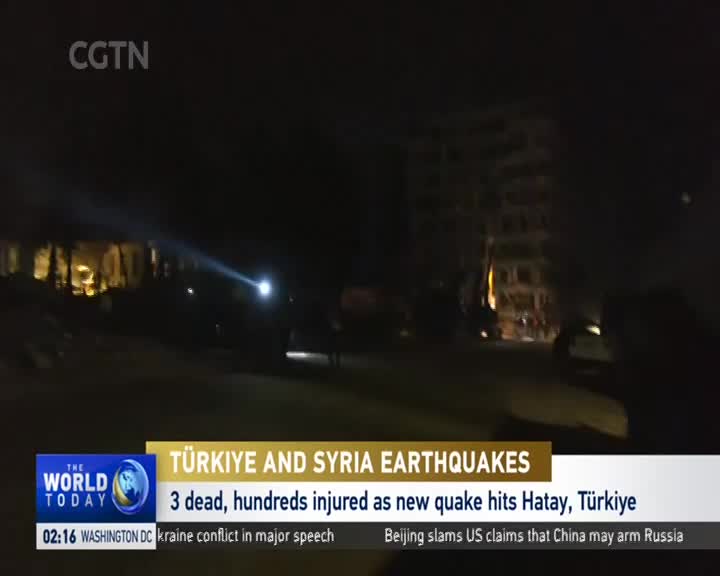 CGTN
TÜRKIYE AND SYRIA EARTHQUAKES
THE
WORLD
TODAY
3 dead, hundreds injured as new quake hits Hatay, Türkiye
02:16 WASHINGTON DC
kraine conflict in major speech Beijing slams US claims that China may arm Russia